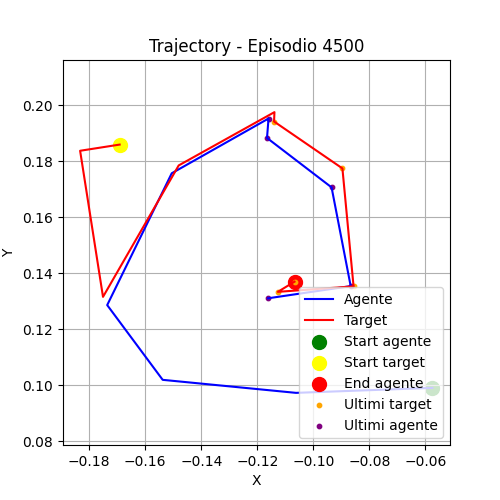 Trajectory - Episodio 4500
0.20
0.18
0.16
0.14
0.12
0.10
0.08
Y
−0.18 −0.16 −0.14 −0.12 −0.10 −0.08 −0.06
X
Agente
Target
Start agente
Start target
End agente
Ultimi target
Ultimi agente